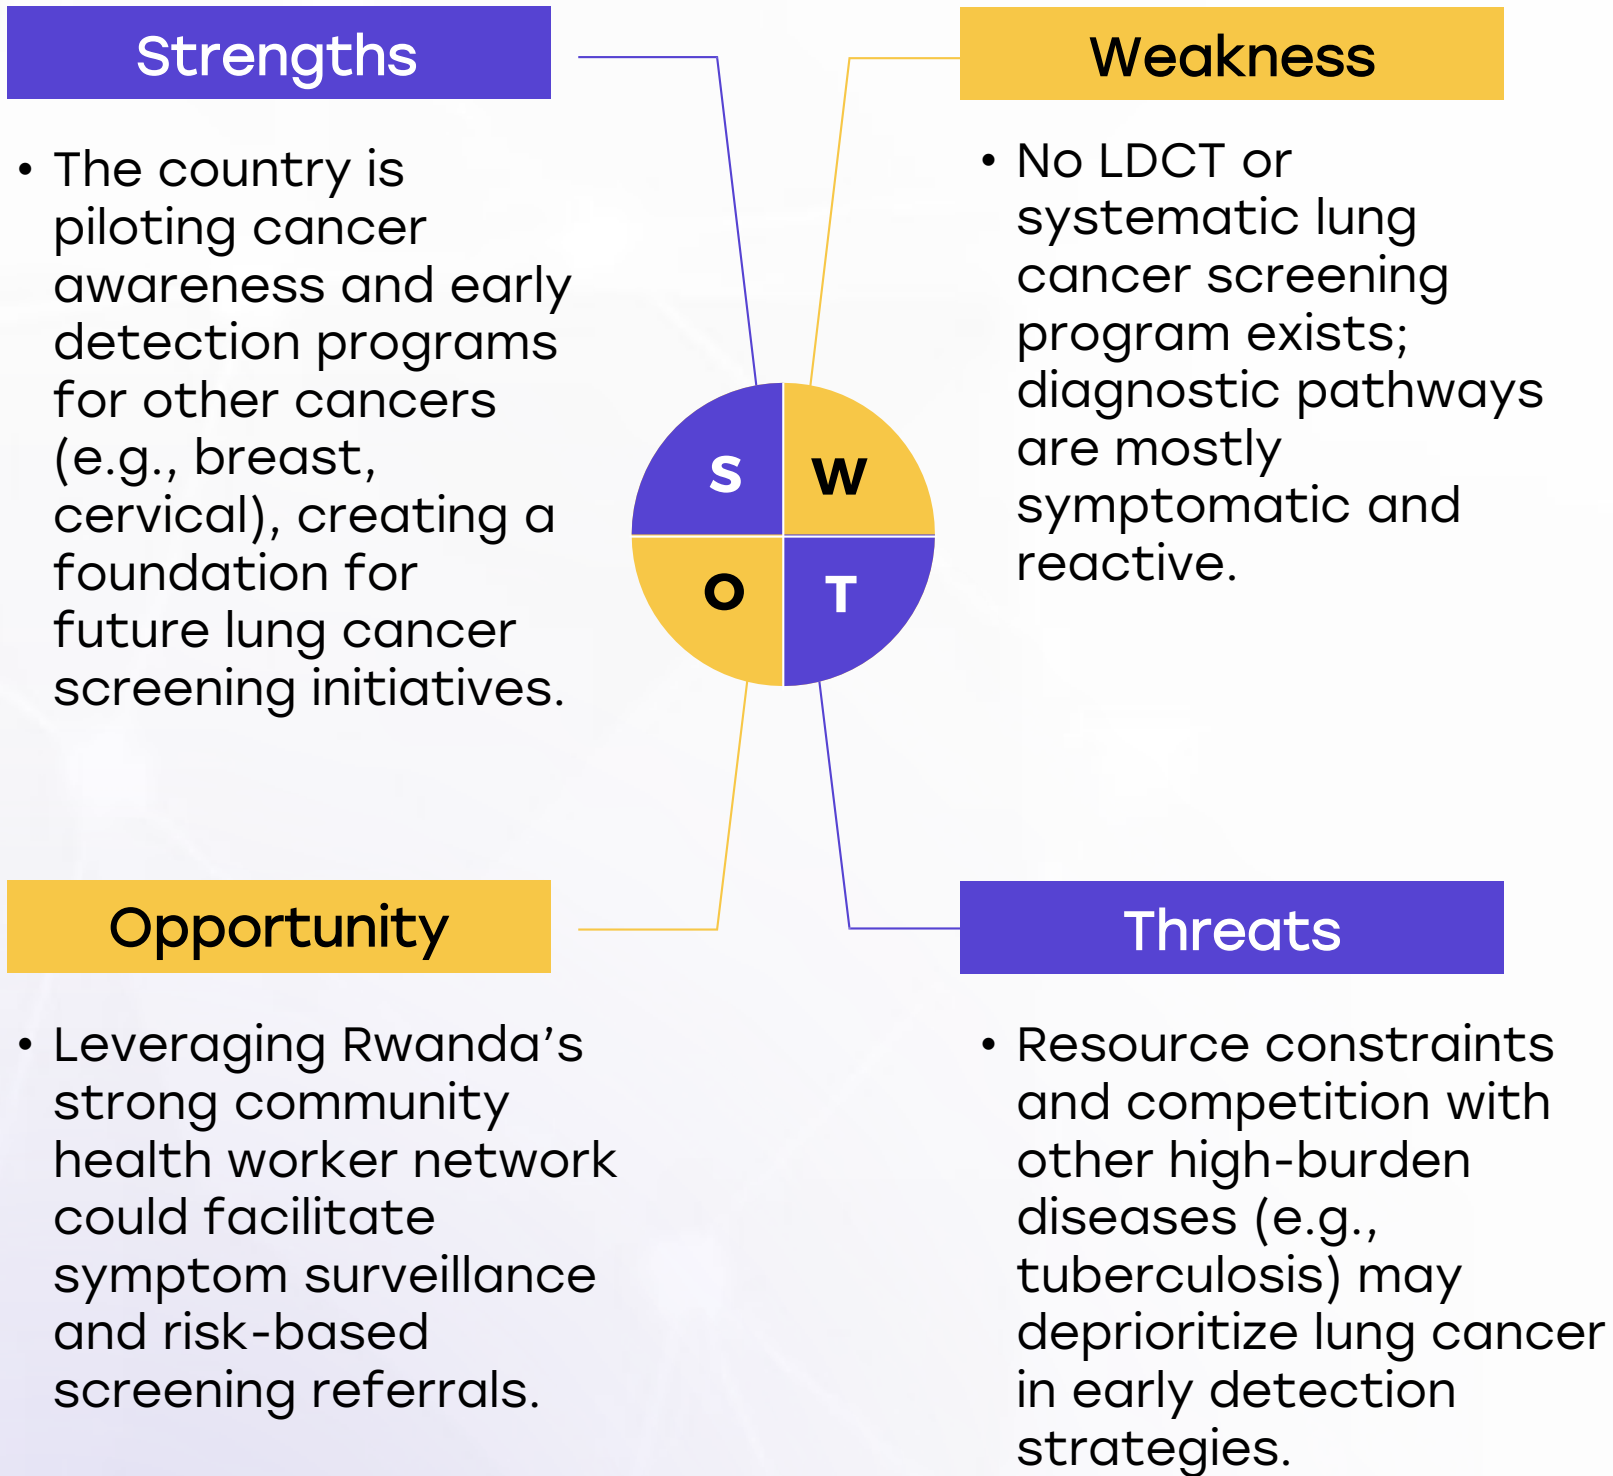 Strengths
• The country is
piloting cancer
awareness and early
detection programs
for other cancers
(e.g., breast,
cervical), creating a
foundation for
future lung cancer
screening initiatives.
Weakness
• No LDCT or
systematic lung
cancer screening
program exists;
diagnostic pathways
are mostly
symptomatic and
reactive.
S
W
O
T
Opportunity
• Leveraging Rwanda’s
strong community
health worker network
could facilitate
symptom surveillance
and risk-based
screening referrals.
Threats
• Resource constraints
and competition with
other high-burden
diseases (e.g.,
tuberculosis) may
deprioritize lung cancer
in early detection
strategies.